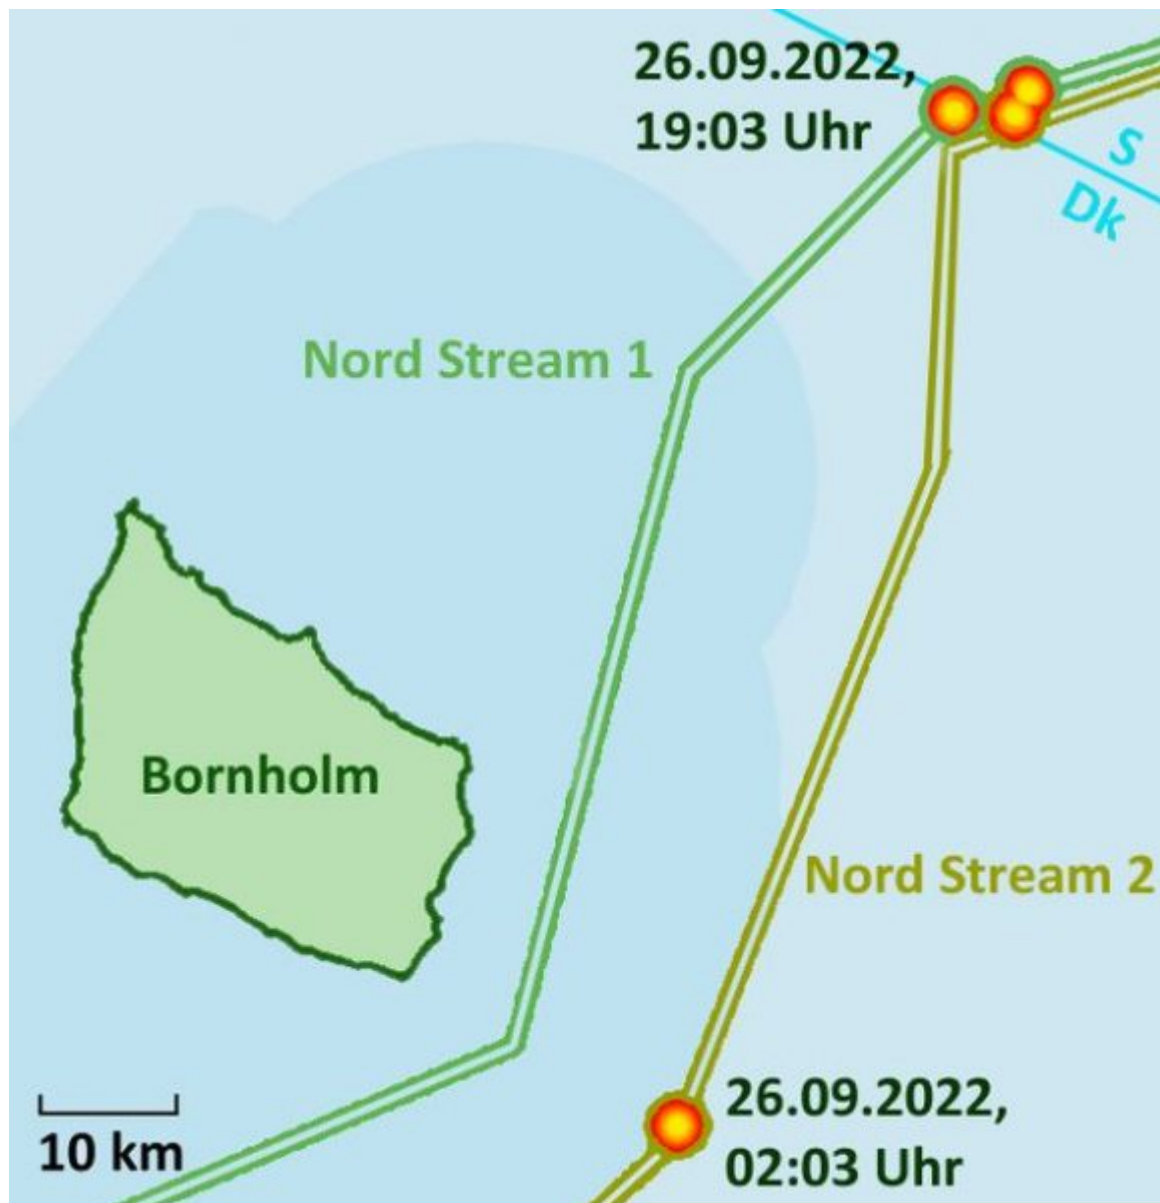 26.09.2022,
19:03 Uhr
S
Dk
Nord Stream 1
Bornholm
Nord Stream 2
26.09.2022,
02:03 Uhr
10 km